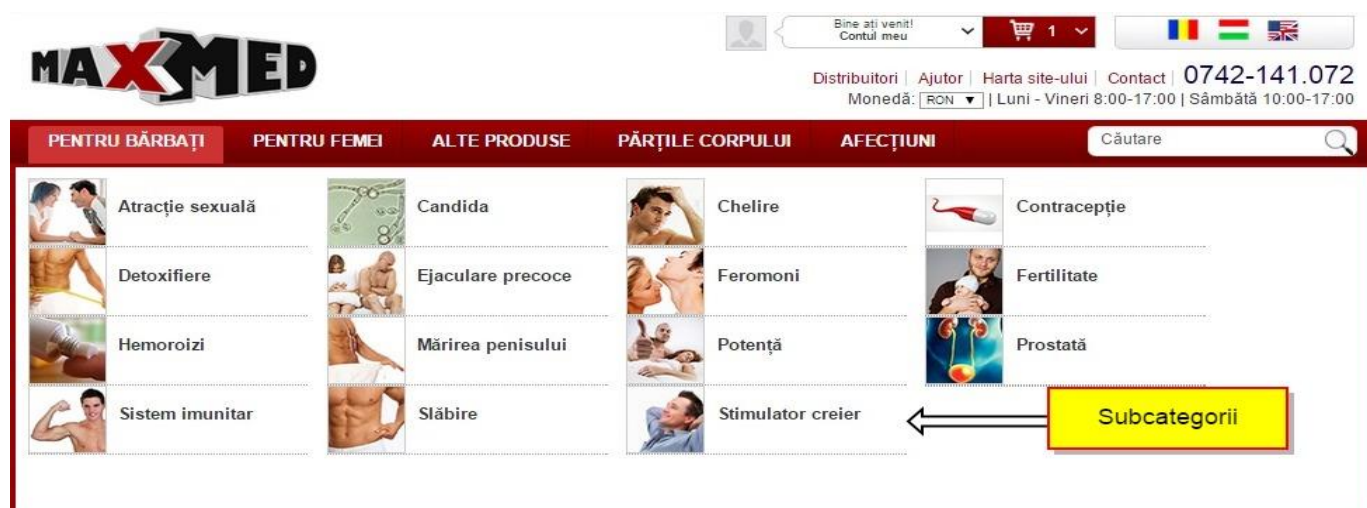 MAXMED
Bine ați venit!
Contul meu
1
Distribuitori | Ajutor | Harta site-ului | Contact | 0742-141.072
Monedă: RON ▼ | Luni - Vineri 8:00-17:00 | Sâmbătă 10:00-17:00
PENTRU BĂRBAȚI PENTRU FEMEI ALTE PRODUSE PĂRȚILE CORPULUI AFECȚIUNI Căutare
Atracție sexuală Candida Chelire Contracepție
Detoxifiere Ejaculare precoce Feromoni Fertilitate
Hemoroizi Mărirea penisului Potență Prostată
Sistem imunitar Slăbire Stimulator creier Subcategorii